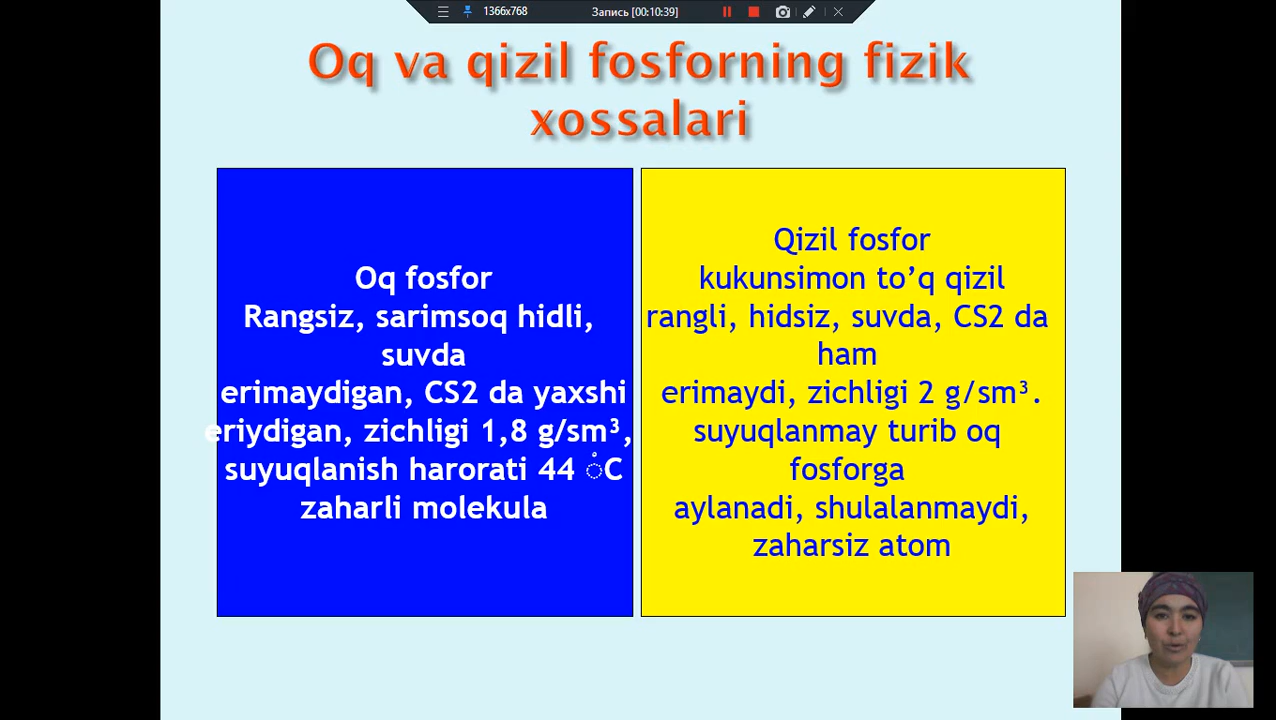 1366x768
Запись [00:10:39]
Oq va qizil fosforning fizik
xossalari
Oq fosfor
Rangsiz, sarimsoq hidli,
suvda
erimaydigan, CS2 da yaxshi
eriydigan, zichligi 1,8 g/sm³,
suyuqlanish harorati 44 ༠ْC
zaharli molekula
Qizil fosfor
kukunsimon to’q qizil
rangli, hidsiz, suvda, CS2 da
ham
erimaydi, zichligi 2 g/sm³.
suyuqlanmay turib oq
fosforga
aylanadi, shulalanmaydi,
zaharsiz atom